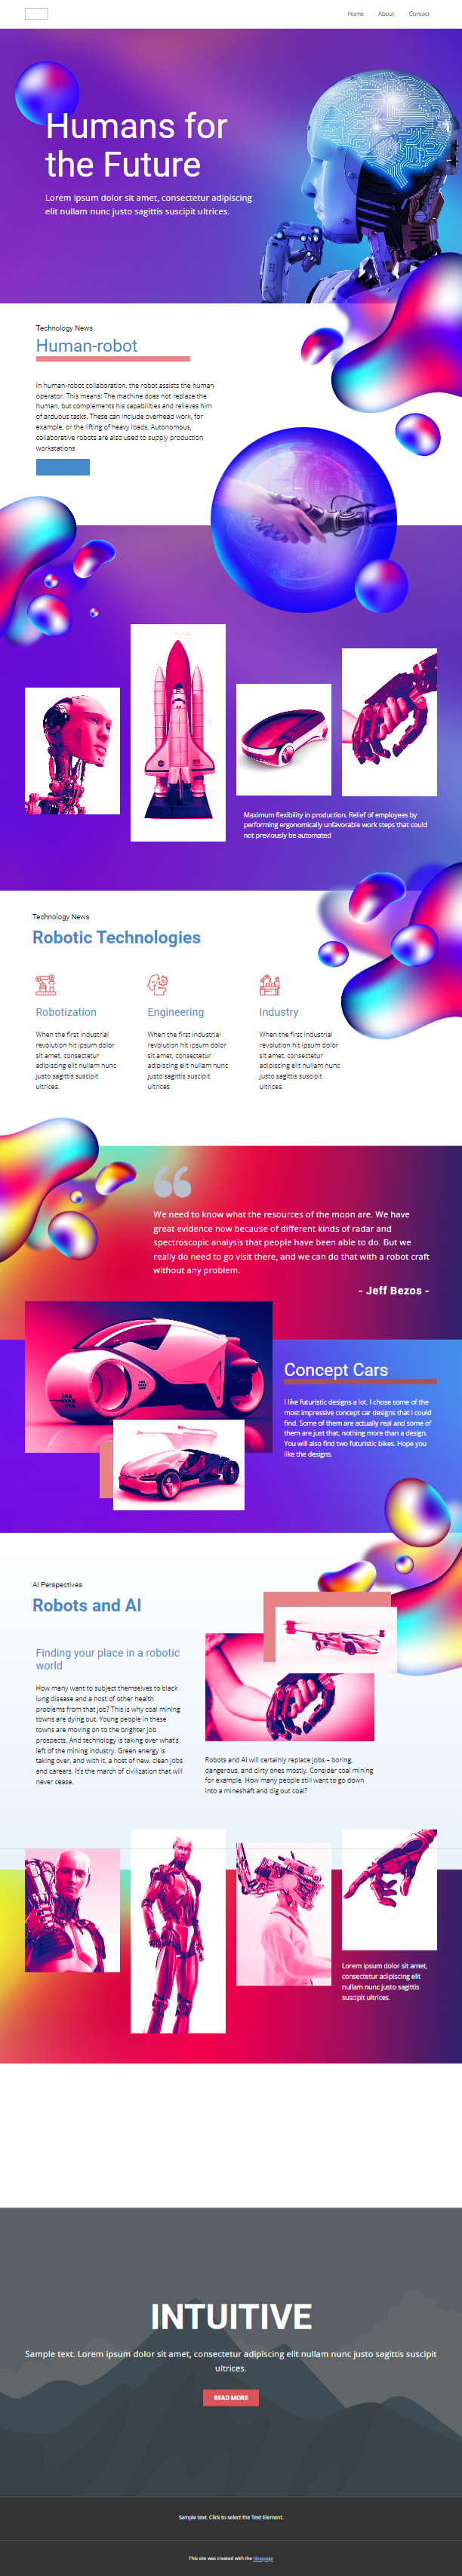 Home About Contact
Humans for
the Future
Lorem ipsum dolor sit amet, consectetur adipiscing
elit nullam nunc justo sagittis suscipit ultrices.
Technology News
Human-robot
In human-robot collaboration, the robot assists the human
operator. This means: The machine does not replace the
human, but complements his capabilities and relieves him
of arduous tasks. These can include overhead work, for
example, or the lifting of heavy loads. Autonomous,
collaborative robots are also used to supply production
workstations
Maximum flexibility in production. Relief of employees by
performing ergonomically unfavorable work steps that could
not previously be automated
Technology News
Robotic Technologies
Robotization
When the first industrial
revolution hit ipsum dolor
sit amet, consectetur
adipiscing elit nullam nunc
justo sagittis suscipit
ultrices.
Engineering
When the first industrial
revolution hit ipsum dolor
sit amet, consectetur
adipiscing elit nullam nunc
justo sagittis suscipit
ultrices.
Industry
When the first industrial
revolution hit ipsum dolor
sit amet, consectetur
adipiscing elit nullam nunc
justo sagittis suscipit
ultrices.
We need to know what the resources of the moon are. We have
great evidence now because of different kinds of radar and
spectroscopic analysis that people have been able to do. But we
really do need to go visit there, and we can do that with a robot craft
without any problem.
- Jeff Bezos -
Concept Cars
I like futuristic designs a lot. I chose some of the
most impressive concept car designs that I could
find. Some of them are actually real and some of
them are just that, nothing more than a design.
You will also find two futuristic bikes. Hope you
like the designs.
AI Perspectives
Robots and AI
Finding your place in a robotic
world
How many want to subject themselves to black
lung disease and a host of other health
problems from that job? This is why coal mining
towns are dying out. Young people in these
towns are moving on to the brighter job
prospects. And technology is taking over what's
left of the mining industry. Green energy is
taking over, and with it, a host of new, clean jobs
and careers. It's the march of civilization that will
never cease.
Robots and AI will certainly replace jobs – boring,
dangerous, and dirty ones mostly. Consider coal mining
for example. How many people still want to go down
into a mineshaft and dig out coal?
Lorem ipsum dolor sit amet,
consectetur adipiscing elit
nullam nunc justo sagittis
suscipit ultrices.
INTUITIVE
Sample text. Lorem ipsum dolor sit amet, consectetur adipiscing elit nullam nunc justo sagittis suscipit
ultrices.
READ MORE
Sample text. Click to select the Text Element.
This site was created with the Nicepage